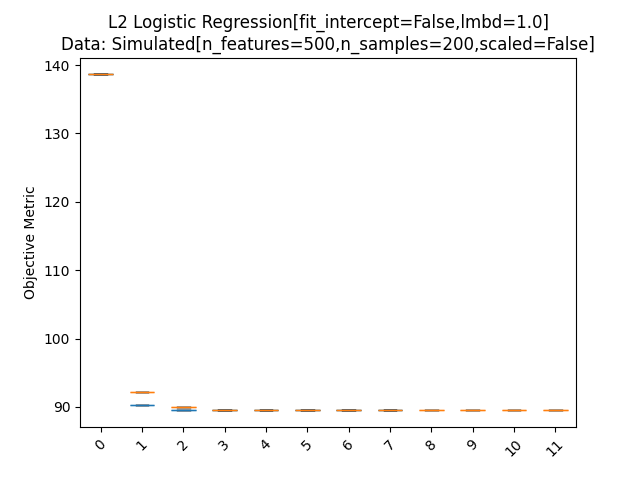 L2 Logistic Regression[fit_intercept=False,lmbd=1.0]
Data: Simulated[n_features=500,n_samples=200,scaled=False]
Objective Metric
140
130
120
110
100
90
0 1 2 3 4 5 6 7 8 9 10 11